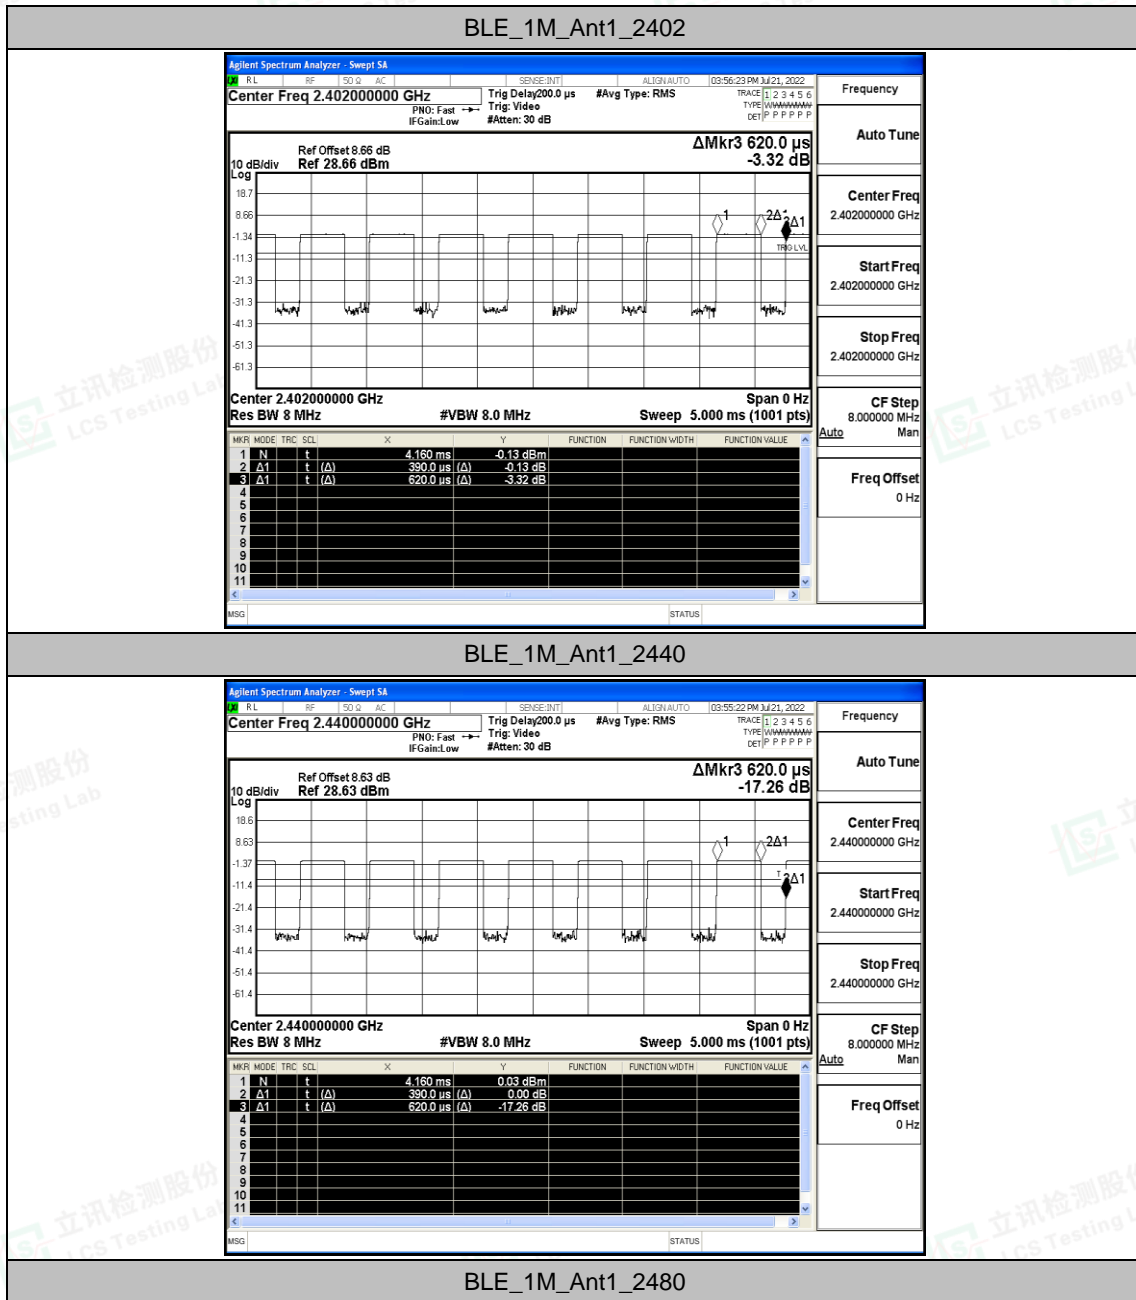 BLE_1M_Ant1_2402
Agilent Spectrum Analyzer - Swept SA
RL RF 50 Ω AC SENSE:INT ALIGN AUTO 03:56:23 PM Jul 21, 2022
Center Freq 2.402000000 GHz
PNO: Fast
IFGain:Low
Trig Delay200.0 µs
Trig: Video
#Atten: 30 dB
#Avg Type: RMS
TRACE 1 2 3 4 5 6
TYPE
DET P P P P P P
Frequency
Auto Tune
Center Freq
2.402000000 GHz
Start Freq
2.402000000 GHz
Stop Freq
2.402000000 GHz
CF Step
8.000000 MHz
Auto Man
Freq Offset
0 Hz
Ref Offset 8.66 dB
10 dB/div Ref 28.66 dBm
Log
ΔMkr3 620.0 µs
-3.32 dB
18.7
8.66
-1.34
-11.3
-21.3
-31.3
-41.3
-51.3
-61.3
1
2Δ1
3Δ1
TRIG LVL
Center 2.402000000 GHz Span 0 Hz
Res BW 8 MHz #VBW 8.0 MHz Sweep 5.000 ms (1001 pts)
MKR MODE TRC SCL X Y FUNCTION FUNCTION WIDTH FUNCTION VALUE
1 N t 4.160 ms -0.13 dBm
2 Δ1 t (Δ) 390.0 µs (Δ) -0.13 dB
3 Δ1 t (Δ) 620.0 µs (Δ) -3.32 dB
4
5
6
7
8
9
10
11
MSG STATUS
BLE_1M_Ant1_2440
Agilent Spectrum Analyzer - Swept SA
RL RF 50 Ω AC SENSE:INT ALIGN AUTO 03:55:22 PM Jul 21, 2022
Center Freq 2.440000000 GHz
PNO: Fast
IFGain:Low
Trig Delay200.0 µs
Trig: Video
#Atten: 30 dB
#Avg Type: RMS
TRACE 1 2 3 4 5 6
TYPE
DET P P P P P P
Frequency
Auto Tune
Center Freq
2.440000000 GHz
Start Freq
2.440000000 GHz
Stop Freq
2.440000000 GHz
CF Step
8.000000 MHz
Auto Man
Freq Offset
0 Hz
Ref Offset 8.63 dB
10 dB/div Ref 28.63 dBm
Log
ΔMkr3 620.0 µs
-17.26 dB
18.6
8.63
-1.37
-11.4
-21.4
-31.4
-41.4
-51.4
-61.4
1
2Δ1
3Δ1
Center 2.440000000 GHz Span 0 Hz
Res BW 8 MHz #VBW 8.0 MHz Sweep 5.000 ms (1001 pts)
MKR MODE TRC SCL X Y FUNCTION FUNCTION WIDTH FUNCTION VALUE
1 N t 4.160 ms 0.03 dBm
2 Δ1 t (Δ) 390.0 µs (Δ) 0.00 dB
3 Δ1 t (Δ) 620.0 µs (Δ) -17.26 dB
4
5
6
7
8
9
10
11
MSG STATUS
BLE_1M_Ant1_2480
立讯检测股份
LCS Testing Lab